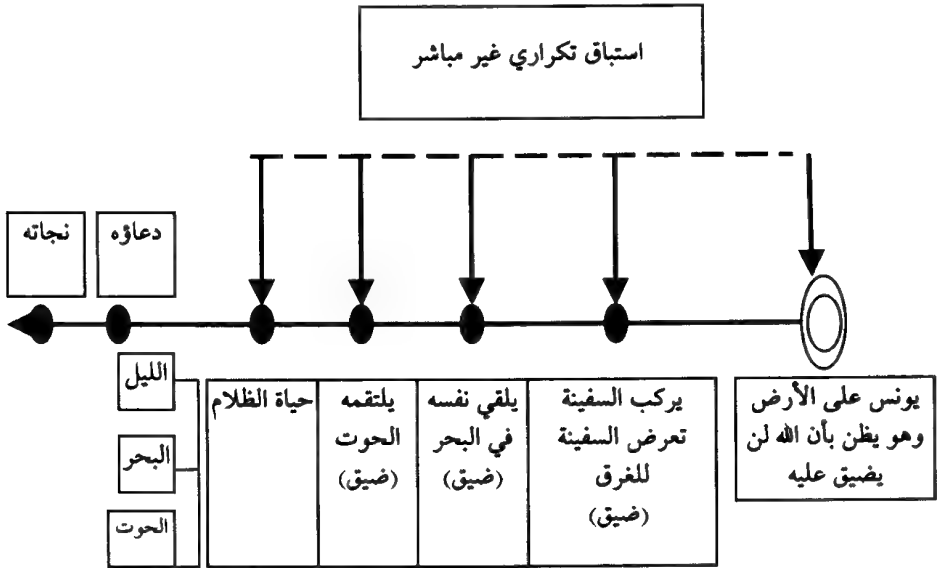 استباق تكراري غير مباشر
دعاؤه
نجاته
يونس على الأرض
وهو يظن بأن الله لن
يضيق عليه
يركب السفينة
تعرض السفينة
للغرق
(ضيق)
يلقي نفسه
في البحر
(ضيق)
يلتقمه
الحوت
(ضيق)
حياة الظلام
الليل
البحر
الحوت